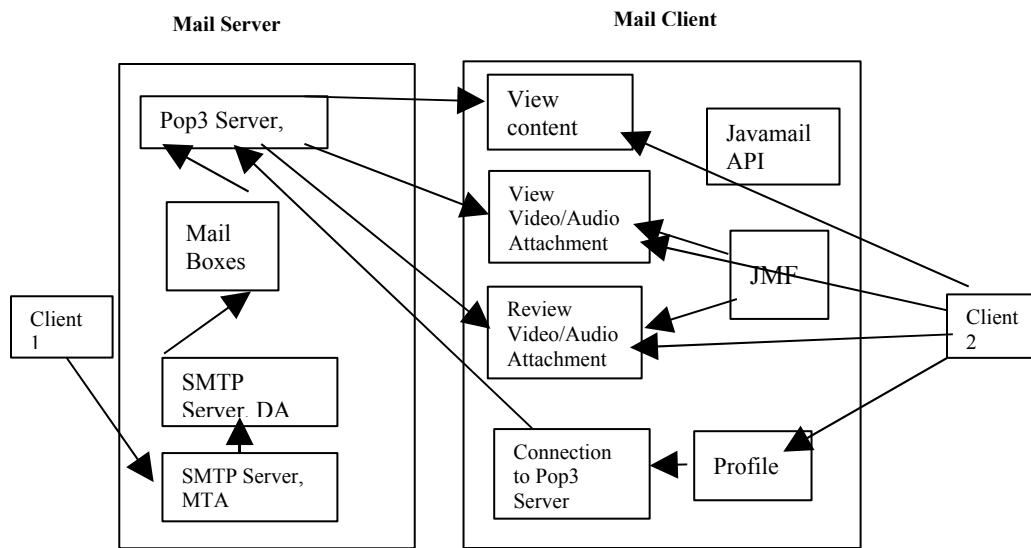 Mail Server
Mail Client
Pop3 Server,
View
content
Javamail
API
View
Video/Audio
Attachment
Mail
Boxes
JMF
Client
1
Review
Video/Audio
Attachment
Client
2
SMTP
Server, DA
SMTP Server,
MTA
Connection
to Pop3
Server
Profile